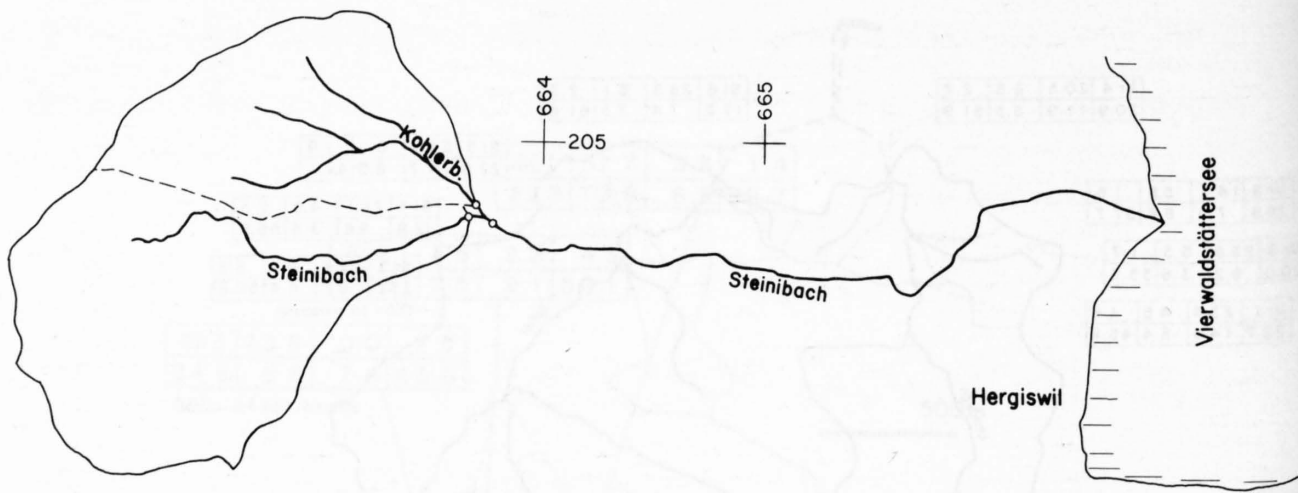 664
205
665
Kohlerb.
Steinibach
Steinibach
Vierwaldstättersee
Hergiswil